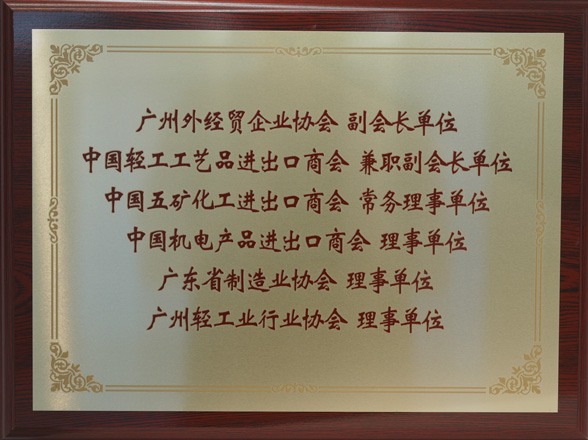 广州外经贸企业协会 副会长单位
中国轻工工艺品进出口商会 兼职副会长单位
中国五矿化工进出口商会 常务理事单位
中国机电产品进出口商会 理事单位
广东省制造业协会 理事单位
广州轻工业行业协会 理事单位